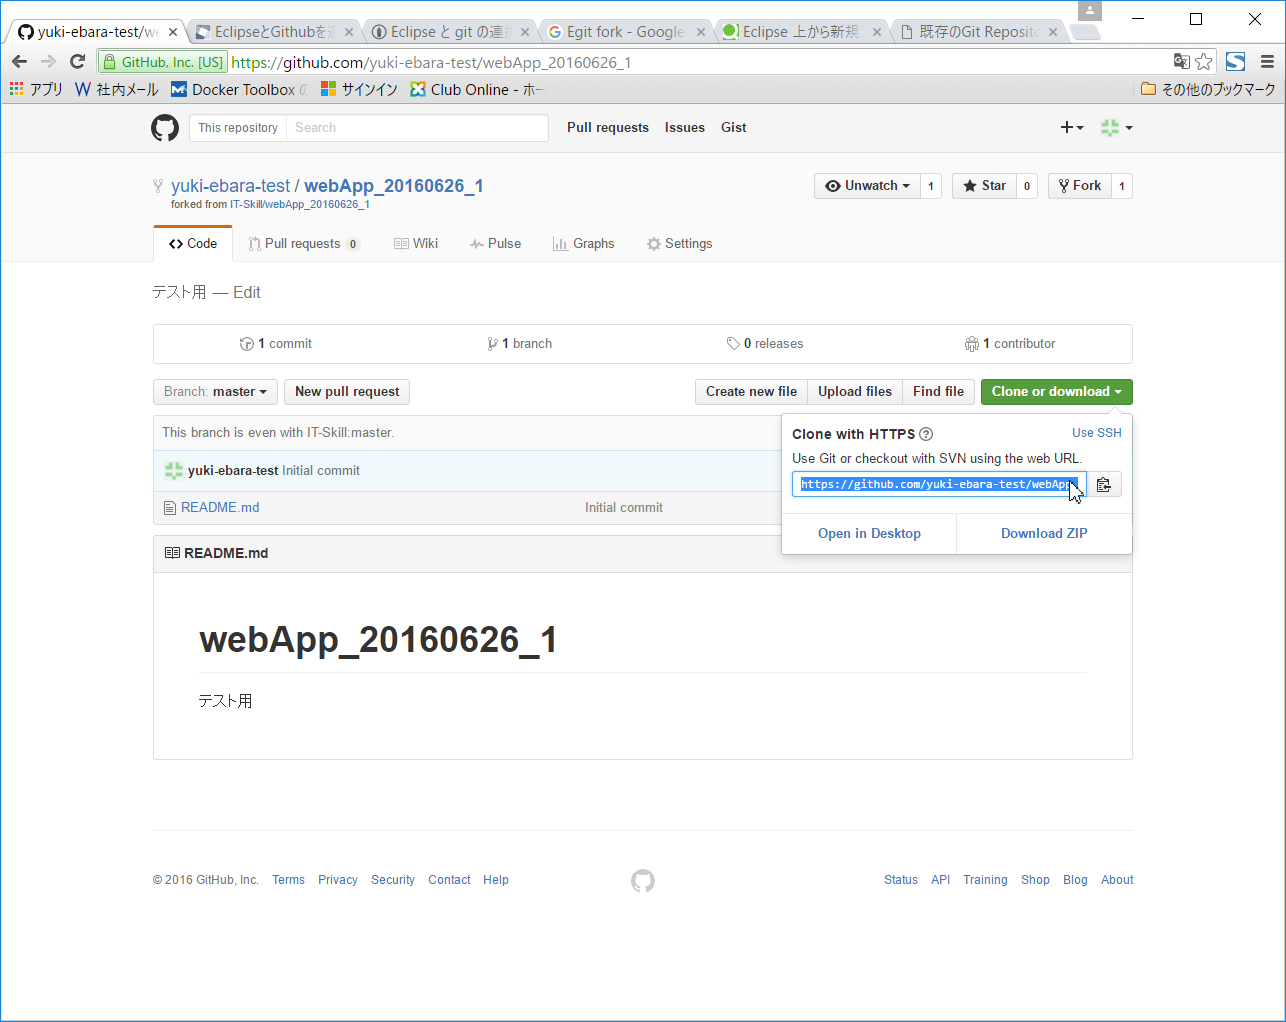 yuki-ebara-test/we
EclipseとGithubを連
Eclipse と git の連携
Egit fork - Google
Eclipse 上から新規
既存のGit Reposito
GitHub, Inc. [US]
https://github.com/yuki-ebara-test/webApp_20160626_1
アプリ
社内メール
Docker Toolbox
サインイン
Club Online - ホー
その他のブックマーク
This repository
Search
Pull requests
Issues
Gist
yuki-ebara-test / webApp_20160626_1
forked from IT-Skill/webApp_20160626_1
Unwatch 1
Star 0
Fork 1
Code
Pull requests 0
Wiki
Pulse
Graphs
Settings
テスト用 — Edit
1 commit
1 branch
0 releases
1 contributor
Branch: master
New pull request
Create new file
Upload files
Find file
Clone or download
This branch is even with IT-Skill:master.
yuki-ebara-test Initial commit
README.md
Initial commit
Clone with HTTPS
Use SSH
Use Git or checkout with SVN using the web URL.
https://github.com/yuki-ebara-test/webApp
Open in Desktop
Download ZIP
README.md
webApp_20160626_1
テスト用
© 2016 GitHub, Inc.
Terms
Privacy
Security
Contact
Help
Status
API
Training
Shop
Blog
About